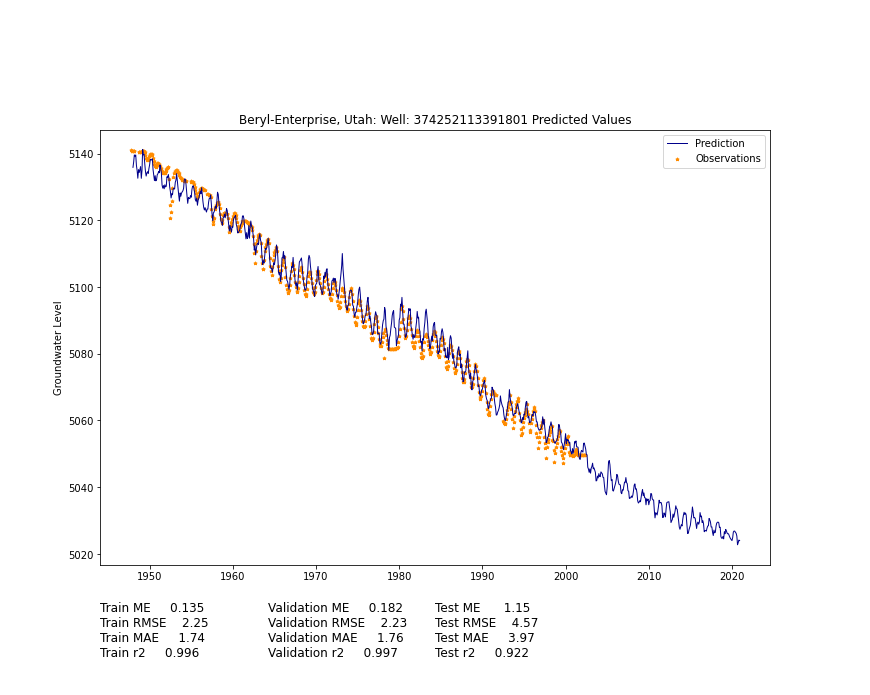 Beryl-Enterprise, Utah: Well: 374252113391801 Predicted Values
Prediction
Observations
Groundwater Level
5140
5120
5100
5080
5060
5040
5020
1950 1960 1970 1980 1990 2000 2010 2020
Train ME 0.135 Validation ME 0.182 Test ME 1.15
Train RMSE 2.25 Validation RMSE 2.23 Test RMSE 4.57
Train MAE 1.74 Validation MAE 1.76 Test MAE 3.97
Train r2 0.996 Validation r2 0.997 Test r2 0.922